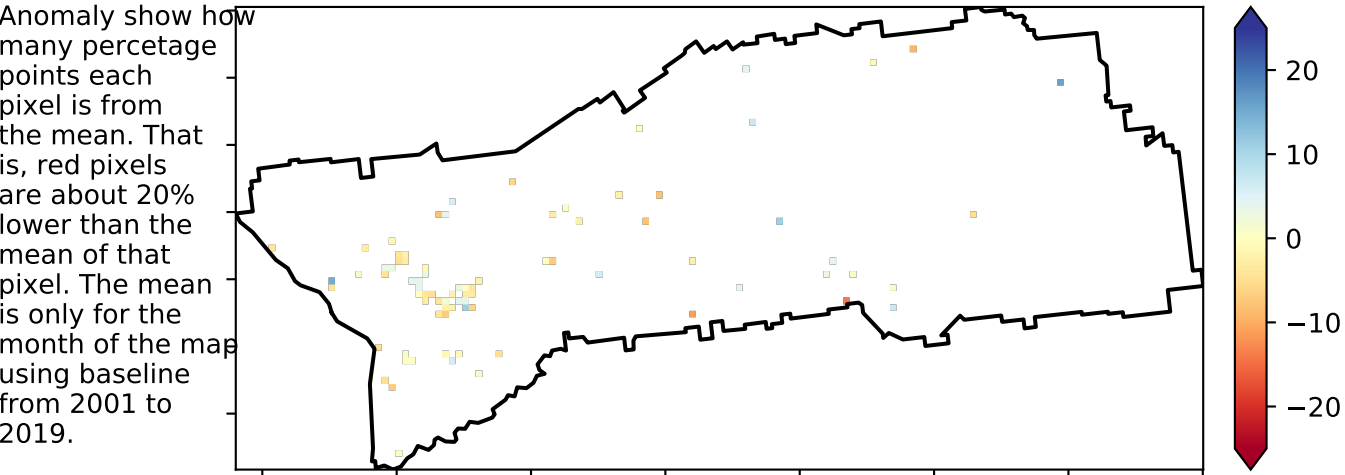 Anomaly show how
many percetage
points each
pixel is from
the mean. That
is, red pixels
are about 20%
lower than the
mean of that
pixel. The mean
is only for the
month of the map
using baseline
from 2001 to
2019.
20
10
0
−10
−20